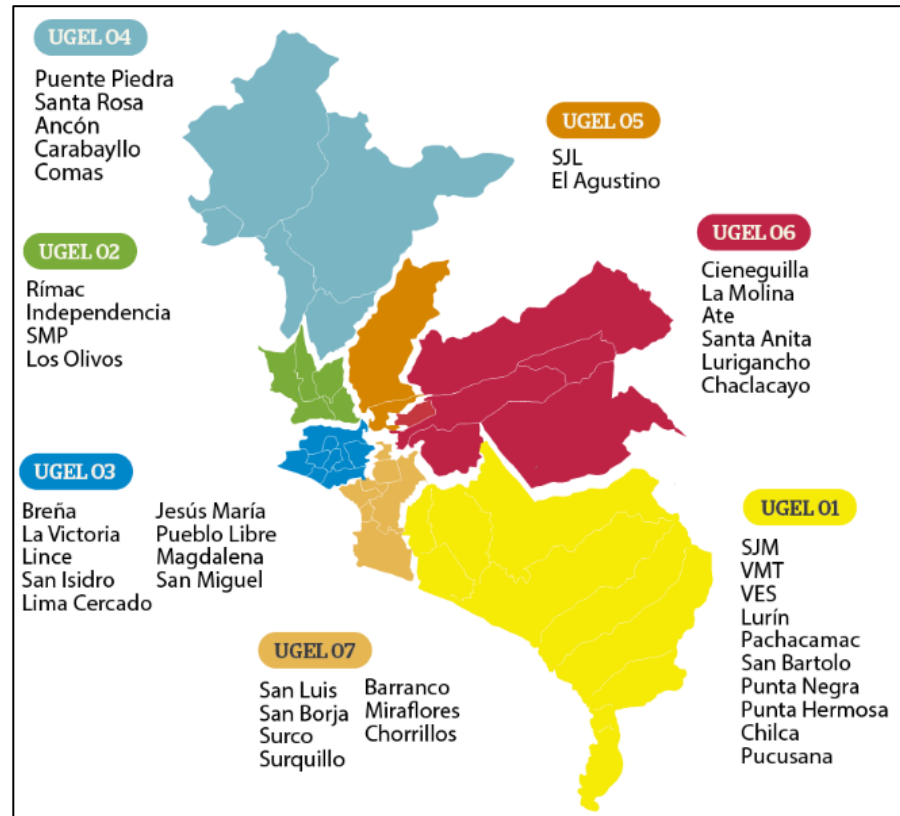 UGEL 04
Puente Piedra
Santa Rosa
Ancón
Carabayllo
Comas
UGEL 05
SJL
El Agustino
UGEL 06
Cieneguilla
La Molina
Ate
Santa Anita
Lurigancho
Chaclacayo
UGEL 02
Rímac
Independencia
SMP
Los Olivos
UGEL 03
Breña
La Victoria
Lince
San Isidro
Lima Cercado
Jesús María
Pueblo Libre
Magdalena
San Miguel
UGEL 01
SJM
VMT
VES
Lurín
Pachacamac
San Bartolo
Punta Negra
Punta Hermosa
Chilca
Pucusana
UGEL 07
San Luis
San Borja
Surco
Surquillo
Barranco
Miraflores
Chorrillos